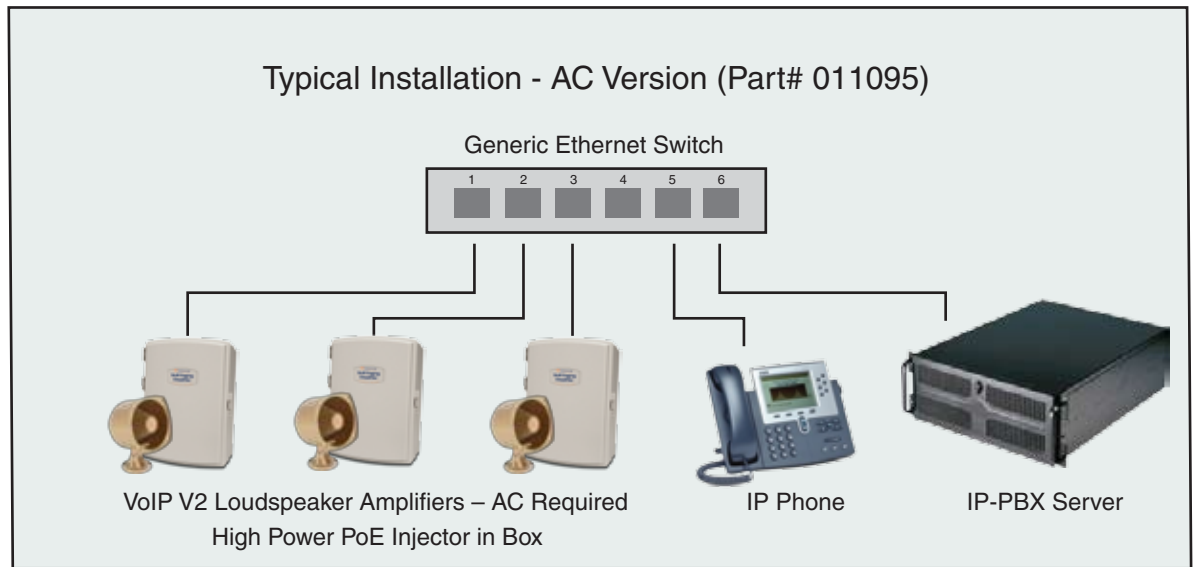 Typical Installation - AC Version (Part# 011095)
Generic Ethernet Switch
1 2 3 4 5 6
VoIP V2 Loudspeaker Amplifiers – AC Required
High Power PoE Injector in Box
IP Phone
IP-PBX Server